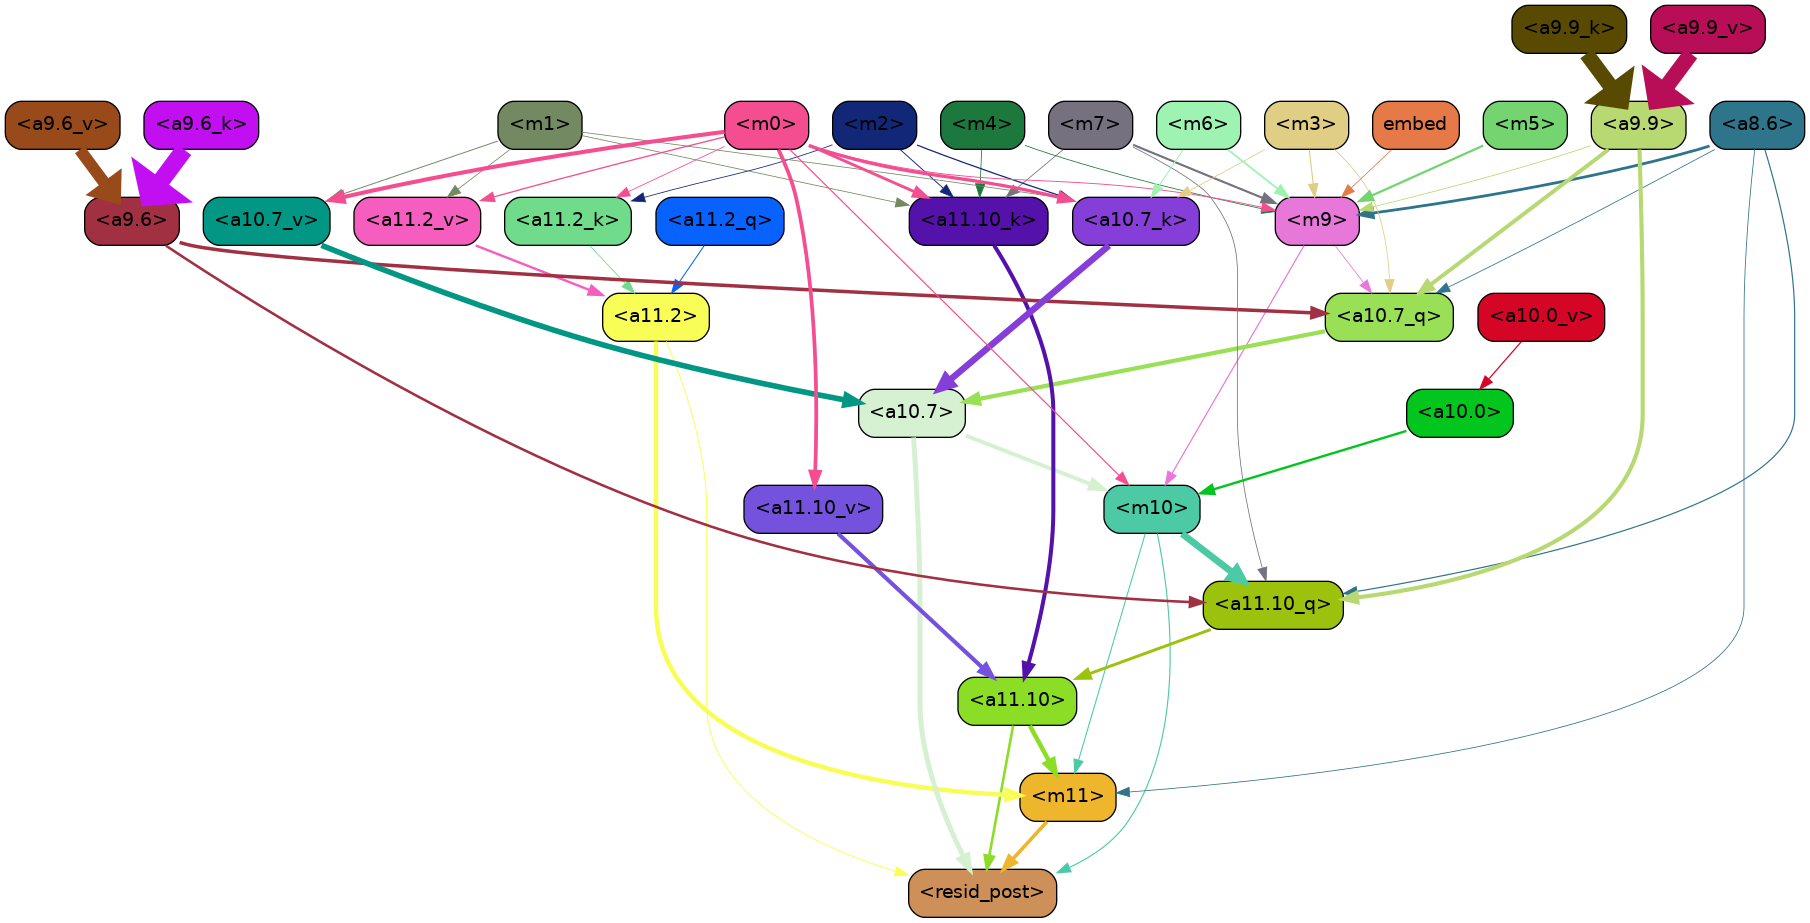 <a9.9_k> <a9.9_v>
<a9.6_v> <a9.6_k> <m1> <m0> <m2> <m4> <m7> <m6> <m3> embed <m5> <a9.9> <a8.6>
<a9.6> <a10.7_v> <a11.2_v> <a11.2_k> <a11.2_q> <a11.10_k> <a10.7_k> <m9>
<a11.2> <a10.7_q> <a10.0_v>
<a10.7> <a10.0>
<a11.10_v> <m10>
<a11.10_q>
<a11.10>
<m11>
<resid_post>